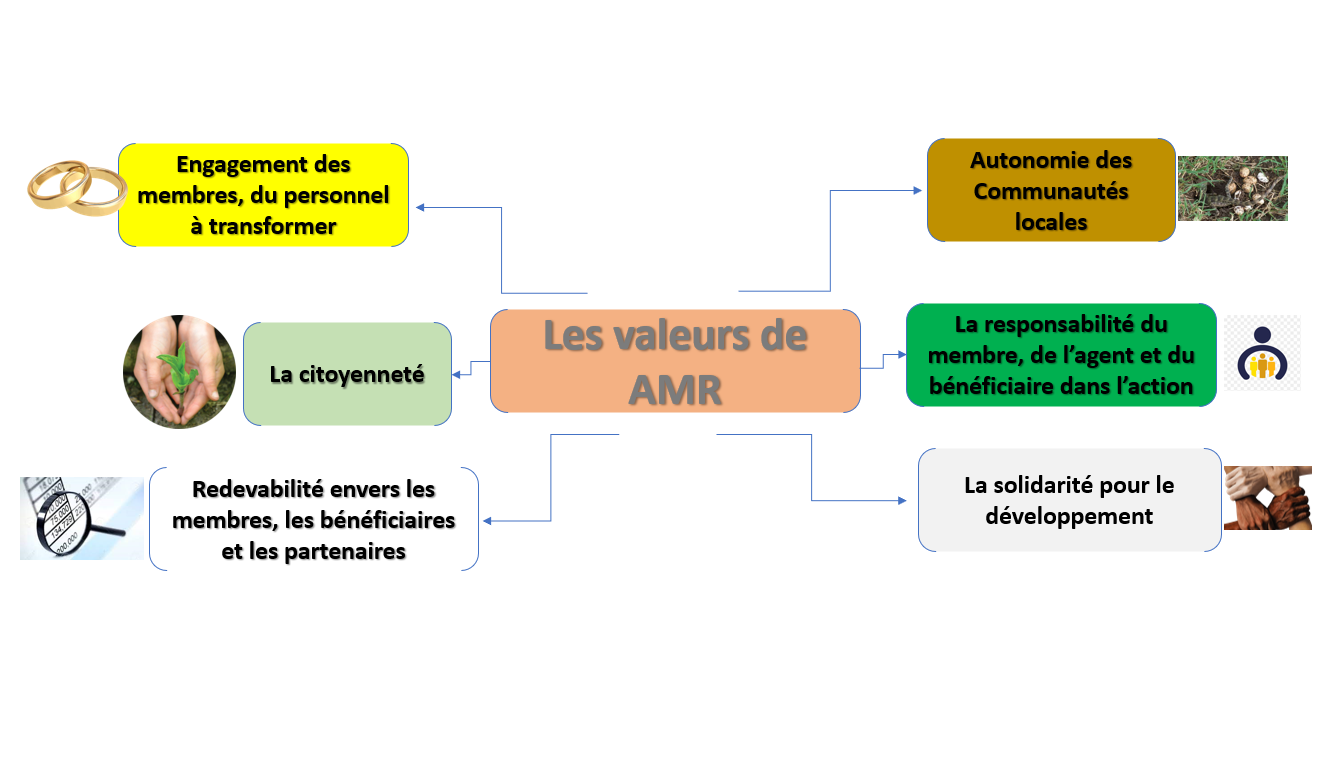 Engagement des
membres, du personnel
à transformer
Autonomie des
Communautés
locales
Les valeurs de
AMR
La citoyenneté
La responsabilité du
membre, de l’agent et du
bénéficiaire dans l’action
Redevabilité envers les
membres, les bénéficiaires
et les partenaires
La solidarité pour le
développement